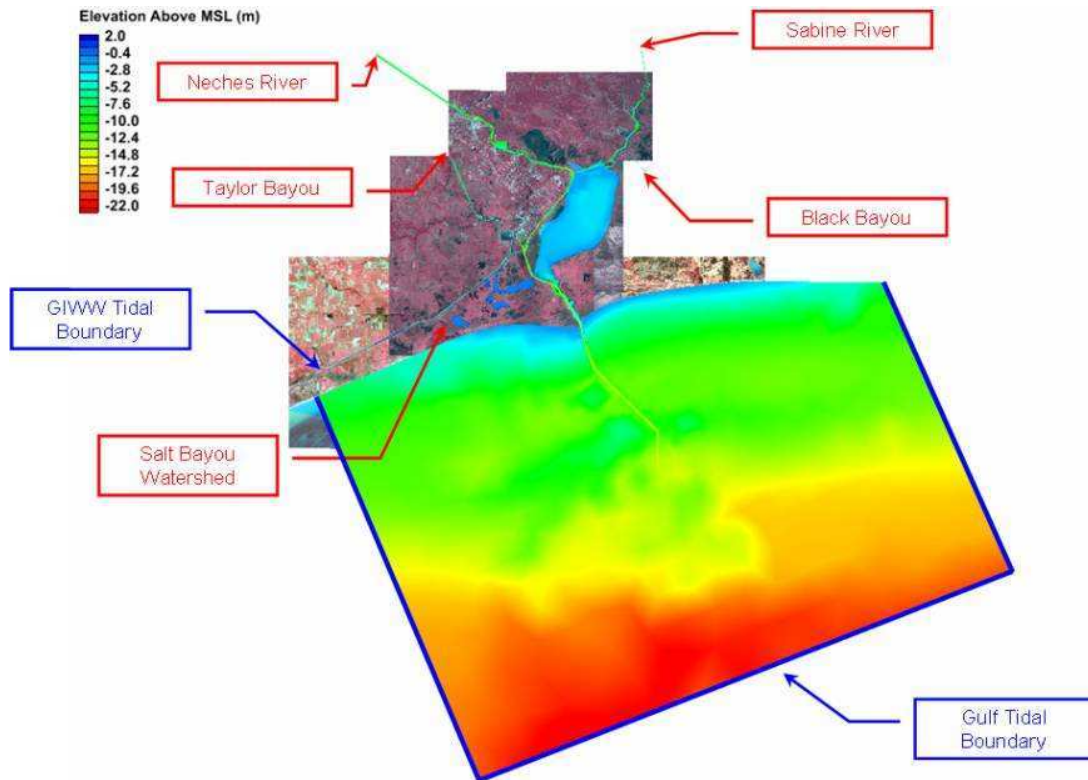 Elevation Above MSL (m)
2.0
-0.4
-2.8
-5.2
-7.6
-10.0
-12.4
-14.8
-17.2
-19.6
-22.0
Sabine River
Neches River
Taylor Bayou
Black Bayou
GIWW Tidal
Boundary
Salt Bayou
Watershed
Gulf Tidal
Boundary